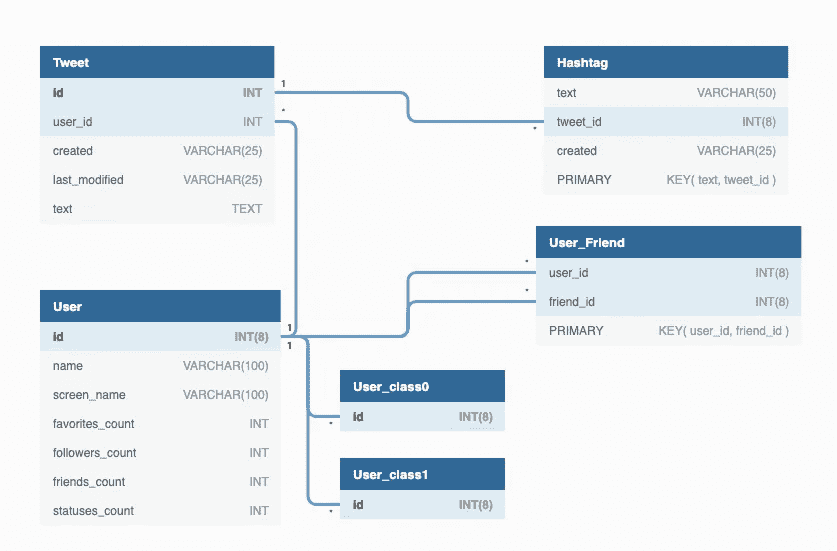 Tweet
id INT
user_id INT
created VARCHAR(25)
last_modified VARCHAR(25)
text TEXT
1
*
Hashtag
text VARCHAR(50)
tweet_id INT(8)
created VARCHAR(25)
PRIMARY KEY( text, tweet_id )
*
User_Friend
user_id INT(8)
friend_id INT(8)
PRIMARY KEY( user_id, friend_id )
*
*
User
id INT(8)
name VARCHAR(100)
screen_name VARCHAR(100)
favorites_count INT
followers_count INT
friends_count INT
statuses_count INT
1
1
User_class0
id INT(8)
*
User_class1
id INT(8)
*